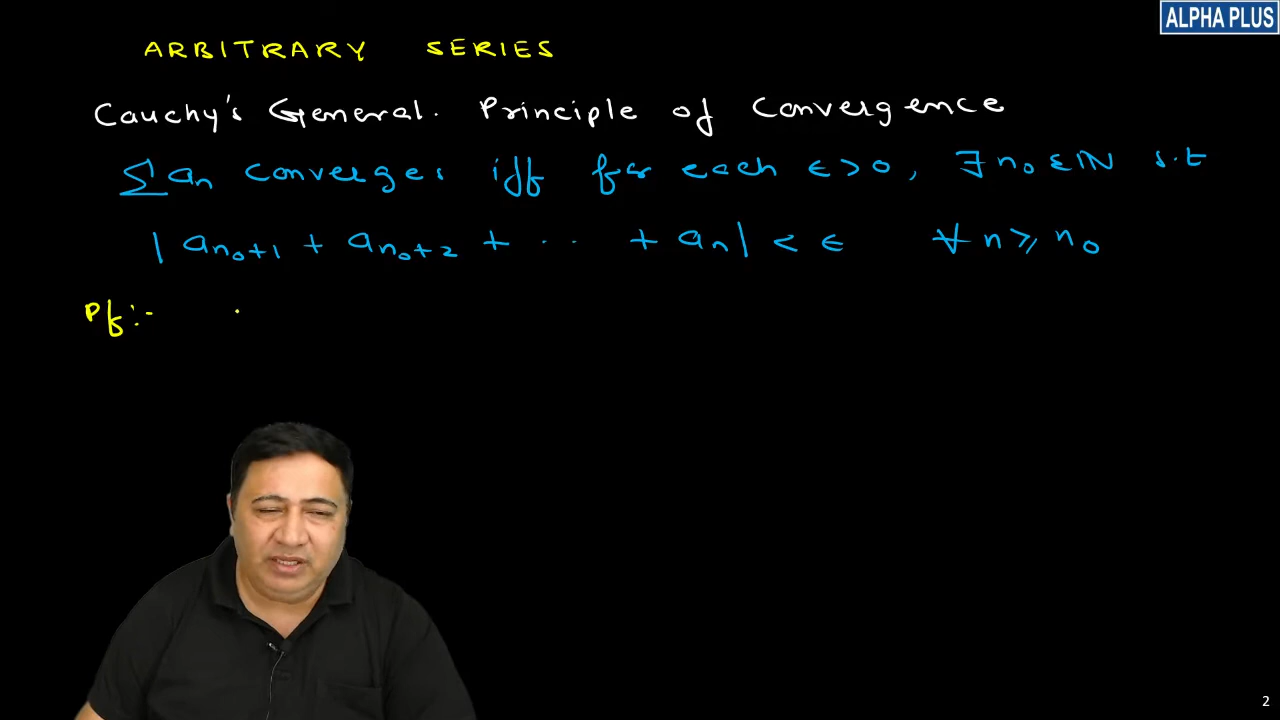 ALPHA PLUS
ARBITRARY SERIES
Cauchy's General. Principle of Convergence
∑aₙ converges iff for each ϵ>0, ∃ n₀ ∈ ℕ s.t
| aₙ₀₊₁ + aₙ₀₊₂ + ·· + aₙ| < ϵ ∀ n ⩾ n₀
Pf:-
2